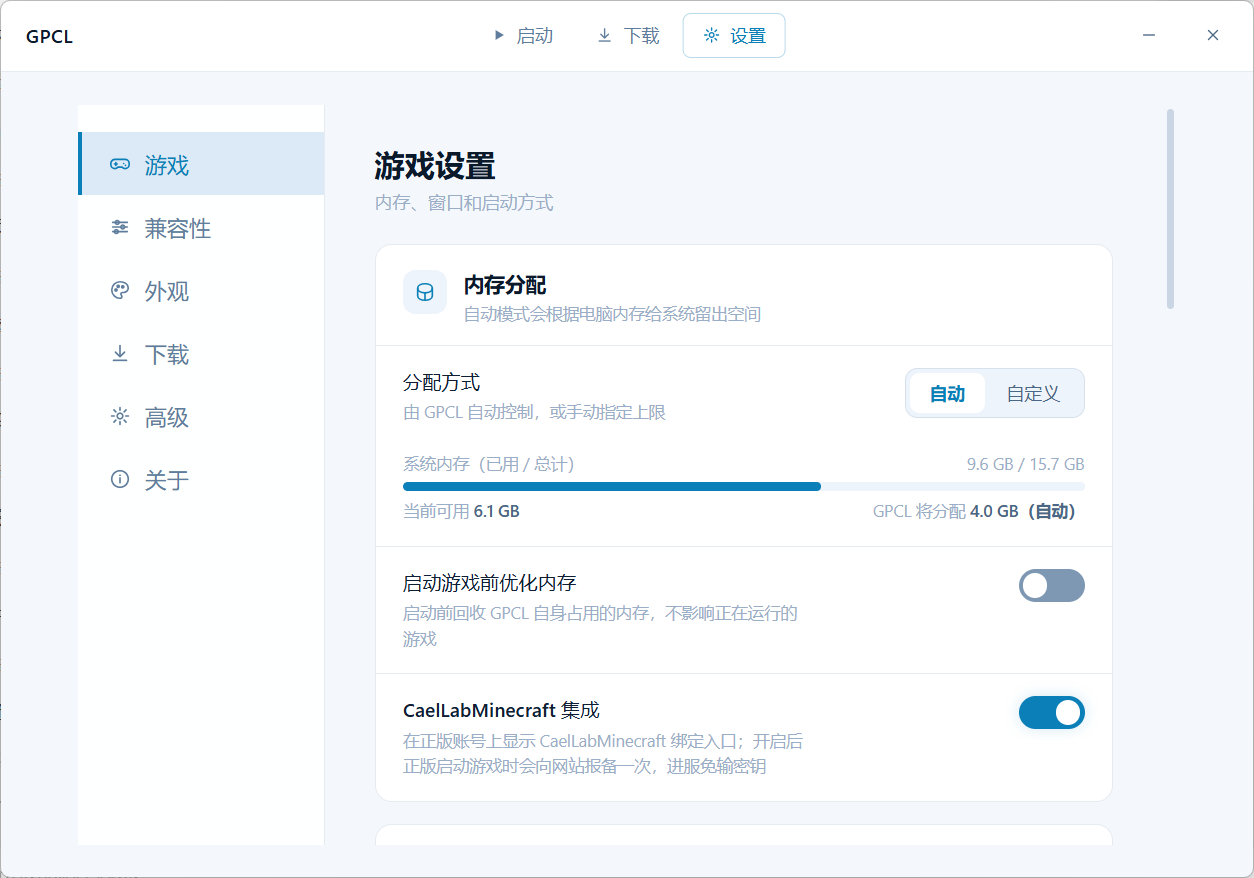 GPCL
启动
下载
设置
游戏
兼容性
外观
下载
高级
关于
游戏设置
内存、窗口和启动方式
内存分配
自动模式会根据电脑内存给系统留出空间
分配方式
由 GPCL 自动控制，或手动指定上限
自动
自定义
系统内存（已用 / 总计）
9.6 GB / 15.7 GB
当前可用 6.1 GB
GPCL 将分配 4.0 GB（自动）
启动游戏前优化内存
启动前回收 GPCL 自身占用的内存，不影响正在运行的
游戏
CaelLabMinecraft 集成
在正版账号上显示 CaelLabMinecraft 绑定入口；开启后
正版启动游戏时会向网站报备一次，进服免输密钥